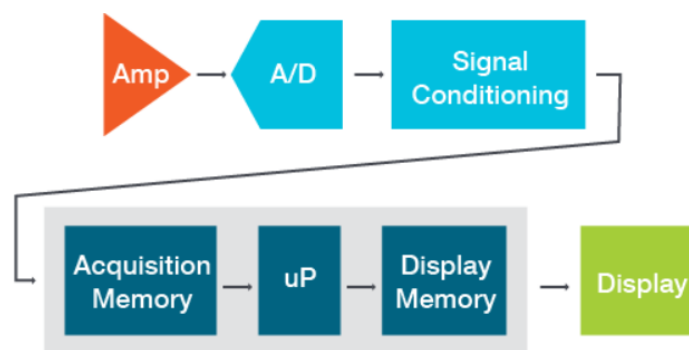 Amp
A/D
Signal
Conditioning
Acquisition
Memory
uP
Display
Memory
Display